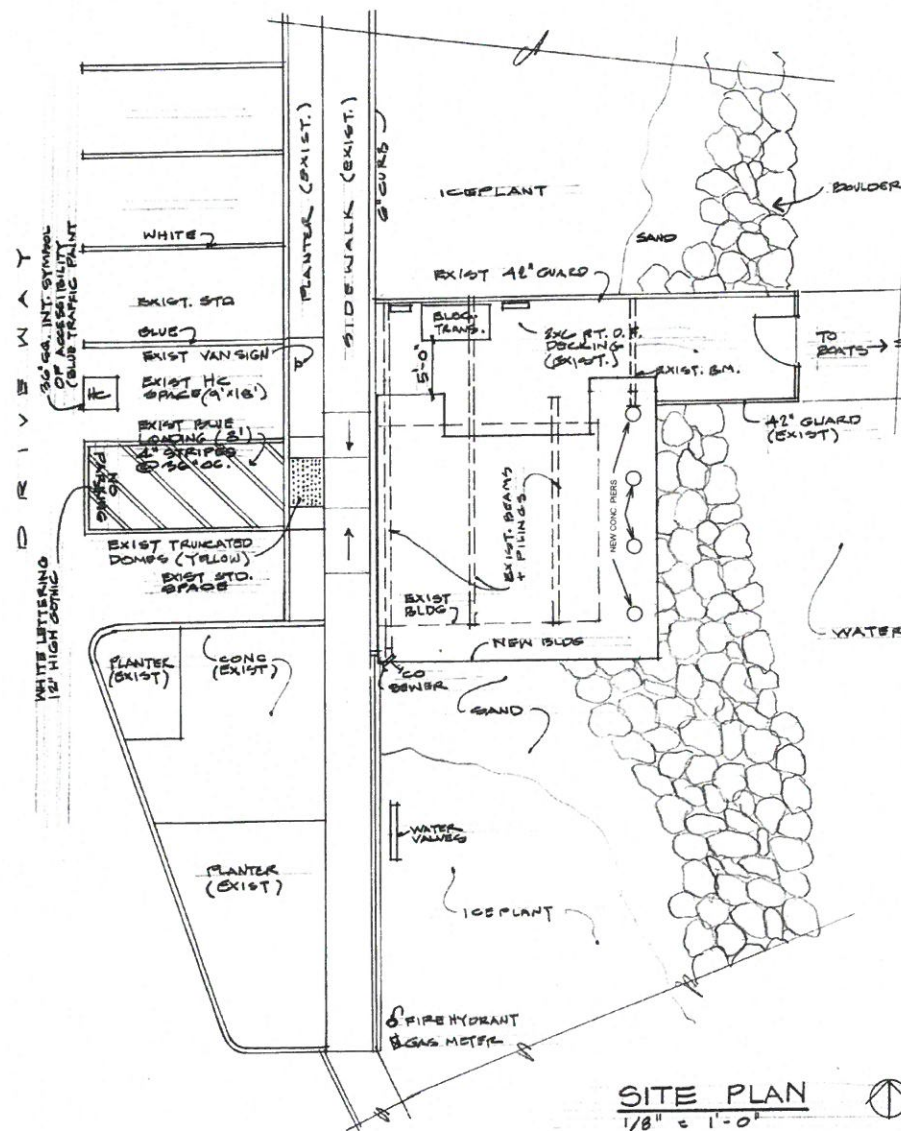 PLANTER (EXIST.)
SIDEWALK (EXIST.)
6" CURB
ICEPLANT
SAND
BOULDER
DRIVEWAY
36" SQ. INT. SYMBOL
OF ACCESSIBILITY
(BLUE TRAFFIC PAINT
WHITE
EXIST. STD
BLUE
EXIST VAN SIGN
HC
EXIST HC
SPACE (9'X18')
EXIST BLUE
LOADING (8')
4" STRIPES
@ 36" OC.
NO
PARKING
WHITE LETTERING
12" HIGH GOTHIC
EXIST TRUNCATED
DOMES (YELLOW)
EXIST STD.
SPACE
EXIST 42" GUARD
BLDG
TRANS.
5'-0"
2X6 P.T. D.F.
DECKING
(EXIST.)
EXIST. BM.
TO
BOATS
42" GUARD
(EXIST)
NEW CONC PIERS
EXIST. BEAMS
+ PILINGS
EXIST
BLDG
NEW BLDG
CO
SEWER
SAND
WATER
PLANTER
(EXIST)
CONC
(EXIST)
WATER
VALVES
PLANTER
(EXIST)
ICEPLANT
FIRE HYDRANT
GAS METER
SITE PLAN
1/8" = 1'-0"